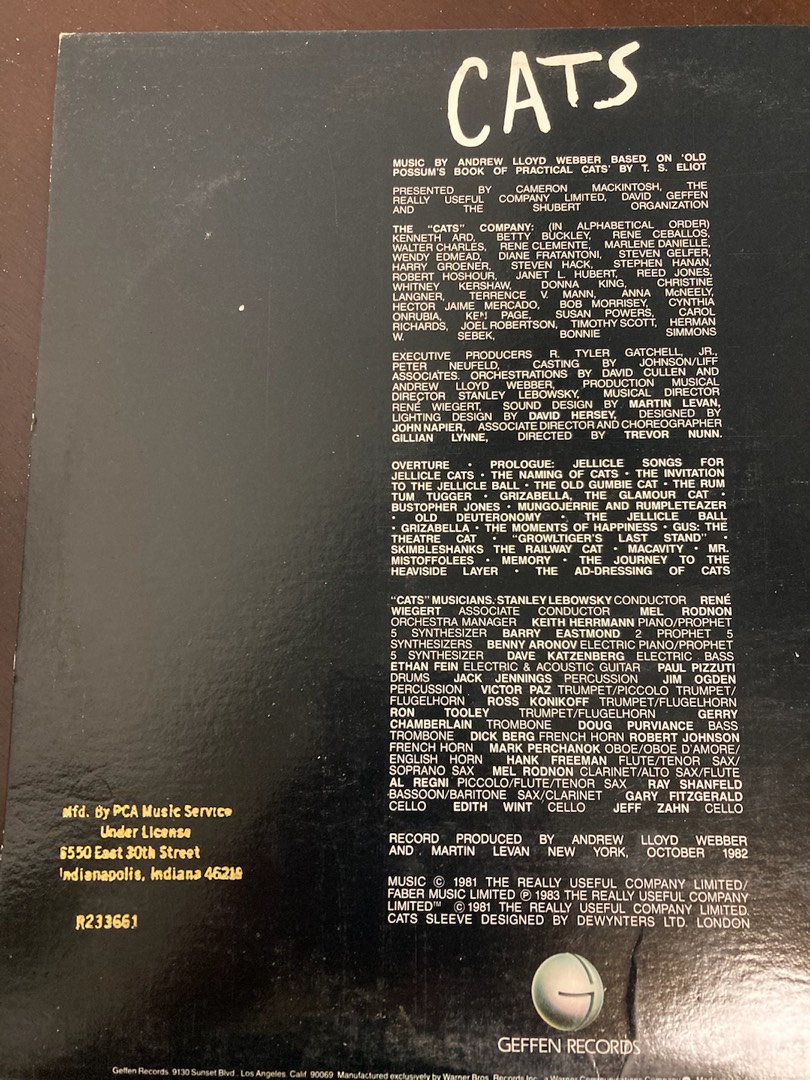 CATS
MUSIC BY ANDREW LLOYD WEBBER BASED ON 'OLD
POSSUM'S BOOK OF PRACTICAL CATS' BY T. S. ELIOT
PRESENTED BY CAMERON MACKINTOSH, THE
REALLY USEFUL COMPANY LIMITED, DAVID GEFFEN
AND THE SHUBERT ORGANIZATION
THE "CATS" COMPANY: (IN ALPHABETICAL ORDER)
KENNETH ARD, BETTY BUCKLEY, RENE CEBALLOS,
WALTER CHARLES, RENE CLEMENTE, MARLENE DANIELLE,
WENDY EDMEAD, DIANE FRATANTONI, STEVEN GELFER,
HARRY GROENER, STEVEN HACK, STEPHEN HANAN,
ROBERT HOSHOUR, JANET L. HUBERT, REED JONES,
WHITNEY KERSHAW, DONNA KING, CHRISTINE
LANGNER, TERRENCE V. MANN, ANNA McNEELY,
HECTOR JAIME MERCADO, BOB MORRISEY, CYNTHIA
ONRUBIA, KEN PAGE, SUSAN POWERS, CAROL
RICHARDS, JOEL ROBERTSON, TIMOTHY SCOTT, HERMAN
W. SEBEK, BONNIE SIMMONS
EXECUTIVE PRODUCERS R. TYLER GATCHELL, JR.,
PETER NEUFELD, CASTING BY JOHNSON/LIFF
ASSOCIATES. ORCHESTRATIONS BY DAVID CULLEN AND
ANDREW LLOYD WEBBER, PRODUCTION MUSICAL
DIRECTOR STANLEY LEBOWSKY, MUSICAL DIRECTOR
RENÉ WIEGERT, SOUND DESIGN BY MARTIN LEVAN,
LIGHTING DESIGN BY DAVID HERSEY, DESIGNED BY
JOHN NAPIER, ASSOCIATE DIRECTOR AND CHOREOGRAPHER
GILLIAN LYNNE, DIRECTED BY TREVOR NUNN.
OVERTURE • PROLOGUE: JELLICLE SONGS FOR
JELLICLE CATS • THE NAMING OF CATS • THE INVITATION
TO THE JELLICLE BALL • THE OLD GUMBIE CAT • THE RUM
TUM TUGGER • GRIZABELLA, THE GLAMOUR CAT •
BUSTOPHER JONES • MUNGOJERRIE AND RUMPLETEAZER
• OLD DEUTERONOMY • THE JELLICLE BALL
• GRIZABELLA • THE MOMENTS OF HAPPINESS • GUS: THE
THEATRE CAT • "GROWLTIGER'S LAST STAND" •
SKIMBLESHANKS THE RAILWAY CAT • MACAVITY • MR.
MISTOFFOLEES • MEMORY • THE JOURNEY TO THE
HEAVISIDE LAYER • THE AD-DRESSING OF CATS
"CATS" MUSICIANS: STANLEY LEBOWSKY CONDUCTOR RENÉ
WIEGERT ASSOCIATE CONDUCTOR MEL RODNON
ORCHESTRA MANAGER KEITH HERRMANN PIANO/PROPHET
5 SYNTHESIZER BARRY EASTMOND 2 PROPHET 5
SYNTHESIZERS BENNY ARONOV ELECTRIC PIANO/PROPHET
5 SYNTHESIZER DAVE KATZENBERG ELECTRIC BASS
ETHAN FEIN ELECTRIC & ACOUSTIC GUITAR PAUL PIZZUTI
DRUMS JACK JENNINGS PERCUSSION JIM OGDEN
PERCUSSION VICTOR PAZ TRUMPET/PICCOLO TRUMPET/
FLUGELHORN ROSS KONIKOFF TRUMPET/FLUGELHORN
RON TOOLEY TRUMPET/FLUGELHORN GERRY
CHAMBERLAIN TROMBONE DOUG PURVIANCE BASS
TROMBONE DICK BERG FRENCH HORN ROBERT JOHNSON
FRENCH HORN MARK PERCHANOK OBOE/OBOE D'AMORE/
ENGLISH HORN HANK FREEMAN FLUTE/TENOR SAX/
SOPRANO SAX MEL RODNON CLARINET/ALTO SAX/FLUTE
AL REGNI PICCOLO/FLUTE/TENOR SAX RAY SHANFELD
BASSOON/BARITONE SAX/CLARINET GARY FITZGERALD
CELLO EDITH WINT CELLO JEFF ZAHN CELLO
RECORD PRODUCED BY ANDREW LLOYD WEBBER
AND MARTIN LEVAN NEW YORK, OCTOBER 1982
MUSIC © 1981 THE REALLY USEFUL COMPANY LIMITED/
FABER MUSIC LIMITED ℗ 1983 THE REALLY USEFUL COMPANY
LIMITED™ © 1981 THE REALLY USEFUL COMPANY LIMITED.
CATS SLEEVE DESIGNED BY DEWYNTERS LTD. LONDON
Mfd. By PCA Music Service
Under License
6550 East 30th Street
Indianapolis, Indiana 46219
R233661
GEFFEN RECORDS
Geffen Records 9130 Sunset Blvd., Los Angeles, Calif. 90069 Manufactured exclusively by Warner Bros. Records Inc., a Warner Communications